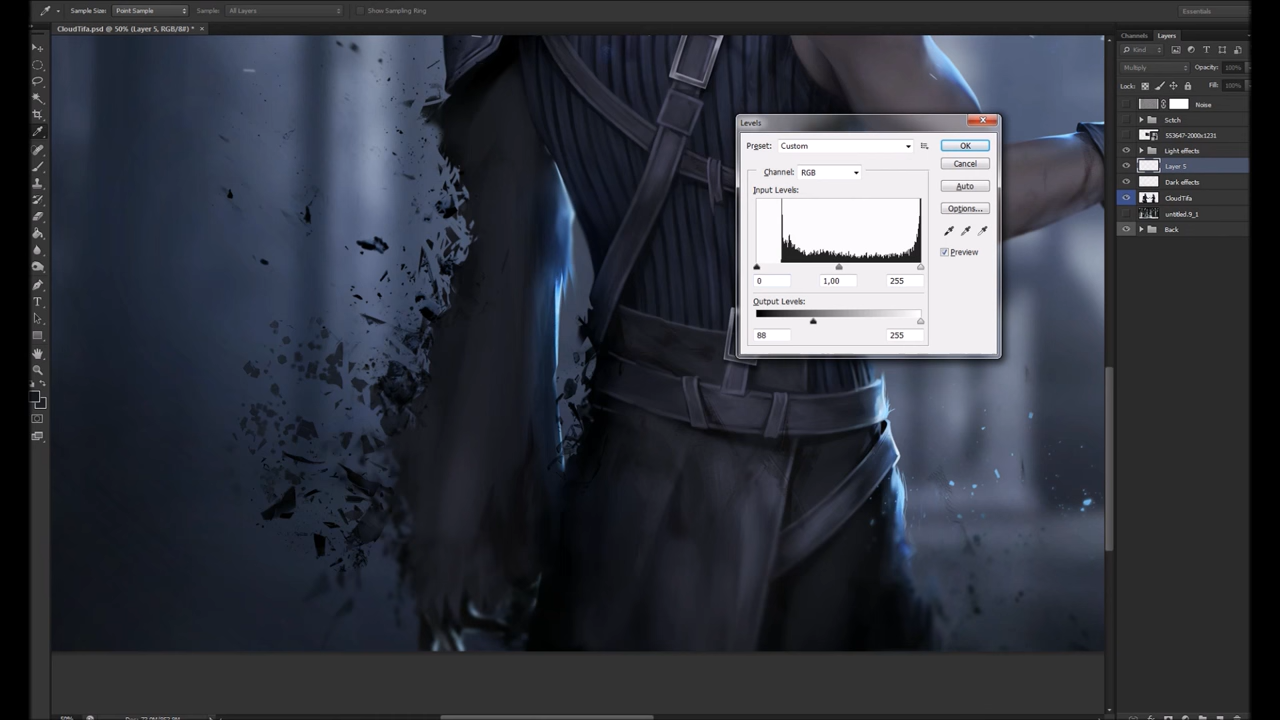 Sample Size: Point Sample Sample: All Layers Show Sampling Ring Essentials
CloudTifa.psd @ 50% (Layer 5, RGB/8#) * ×
Channels Layers
Kind
Multiply Opacity: 100%
Lock: Fill: 100%
Noise
Sctch
553647-2000x1231
Light effects
Layer 5
Dark effects
CloudTifa
untitled.9_1
Back
Levels
Preset: Custom
OK
Cancel
Channel: RGB
Auto
Input Levels:
Options...
Preview
0 1,00 255
Output Levels:
88 255
50%